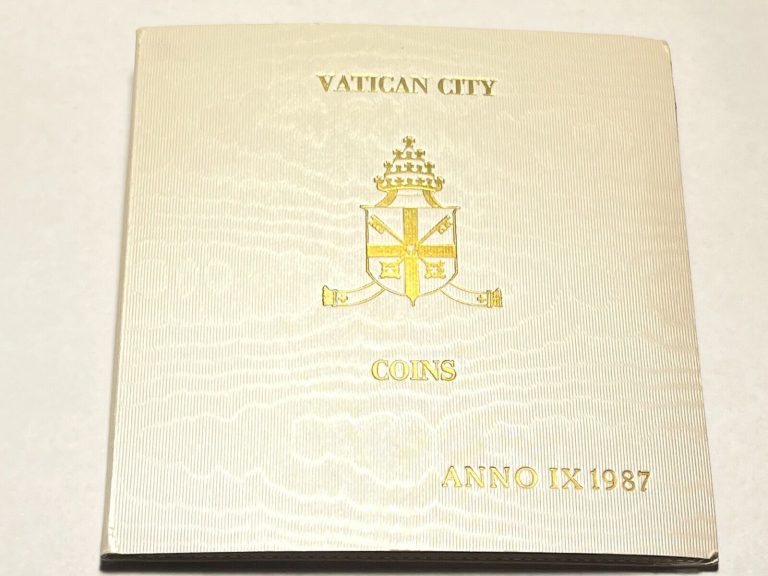 VATICAN CITY
COINS
ANNO IX 1987